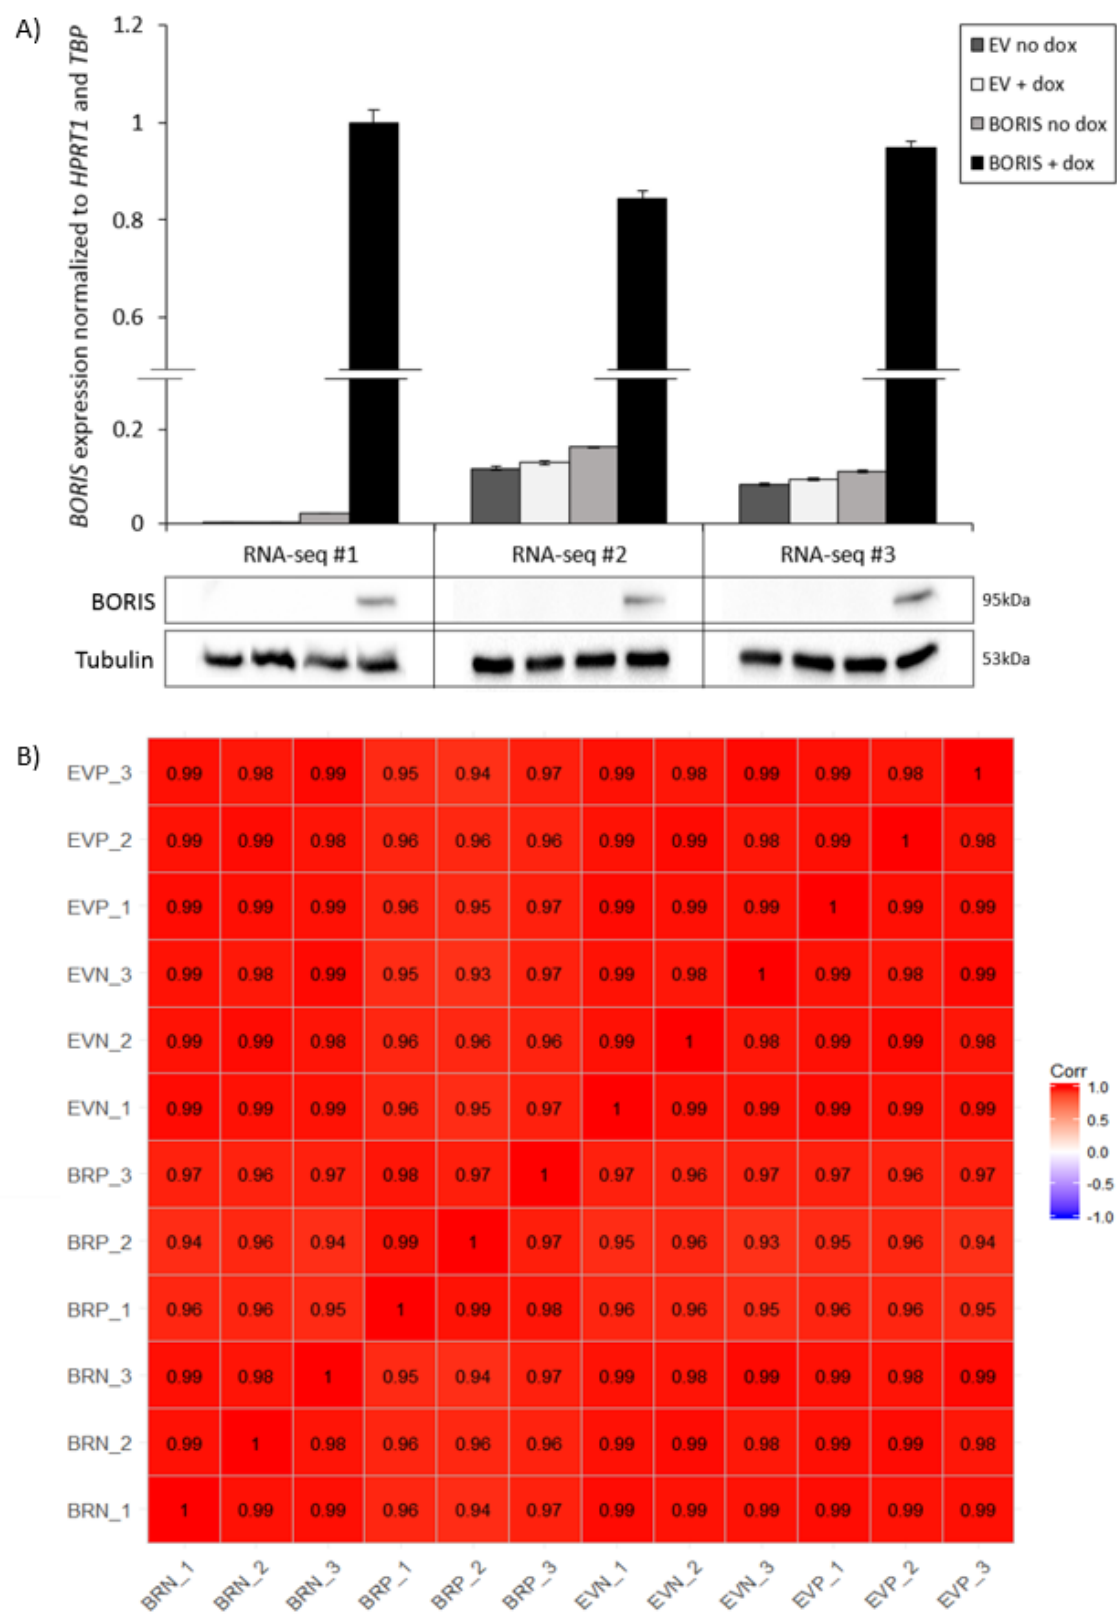 A)
BORIS expression normalized to HPRT1 and TBP
1.2
1
0.8
0.6
0.2
0
EV no dox
EV + dox
BORIS no dox
BORIS + dox
RNA-seq #1 RNA-seq #2 RNA-seq #3
BORIS 95kDa
Tubulin 53kDa
B)
EVP_3 0.99 0.98 0.99 0.95 0.94 0.97 0.99 0.98 0.99 0.99 0.98 1
EVP_2 0.99 0.99 0.98 0.96 0.96 0.96 0.99 0.99 0.98 0.99 1 0.98
EVP_1 0.99 0.99 0.99 0.96 0.95 0.97 0.99 0.99 0.99 1 0.99 0.99
EVN_3 0.99 0.98 0.99 0.95 0.93 0.97 0.99 0.98 1 0.99 0.98 0.99
EVN_2 0.99 0.99 0.98 0.96 0.96 0.96 0.99 1 0.98 0.99 0.99 0.98
EVN_1 0.99 0.99 0.99 0.96 0.95 0.97 1 0.99 0.99 0.99 0.99 0.99
BRP_3 0.97 0.96 0.97 0.98 0.97 1 0.97 0.96 0.97 0.97 0.96 0.97
BRP_2 0.94 0.96 0.94 0.99 1 0.97 0.95 0.96 0.93 0.95 0.96 0.94
BRP_1 0.96 0.96 0.95 1 0.99 0.98 0.96 0.96 0.95 0.96 0.96 0.95
BRN_3 0.99 0.98 1 0.95 0.94 0.97 0.99 0.98 0.99 0.99 0.98 0.99
BRN_2 0.99 1 0.98 0.96 0.96 0.96 0.99 0.99 0.98 0.99 0.99 0.98
BRN_1 1 0.99 0.99 0.96 0.94 0.97 0.99 0.99 0.99 0.99 0.99 0.99
BRN_1 BRN_2 BRN_3 BRP_1 BRP_2 BRP_3 EVN_1 EVN_2 EVN_3 EVP_1 EVP_2 EVP_3
Corr
1.0
0.5
0.0
-0.5
-1.0